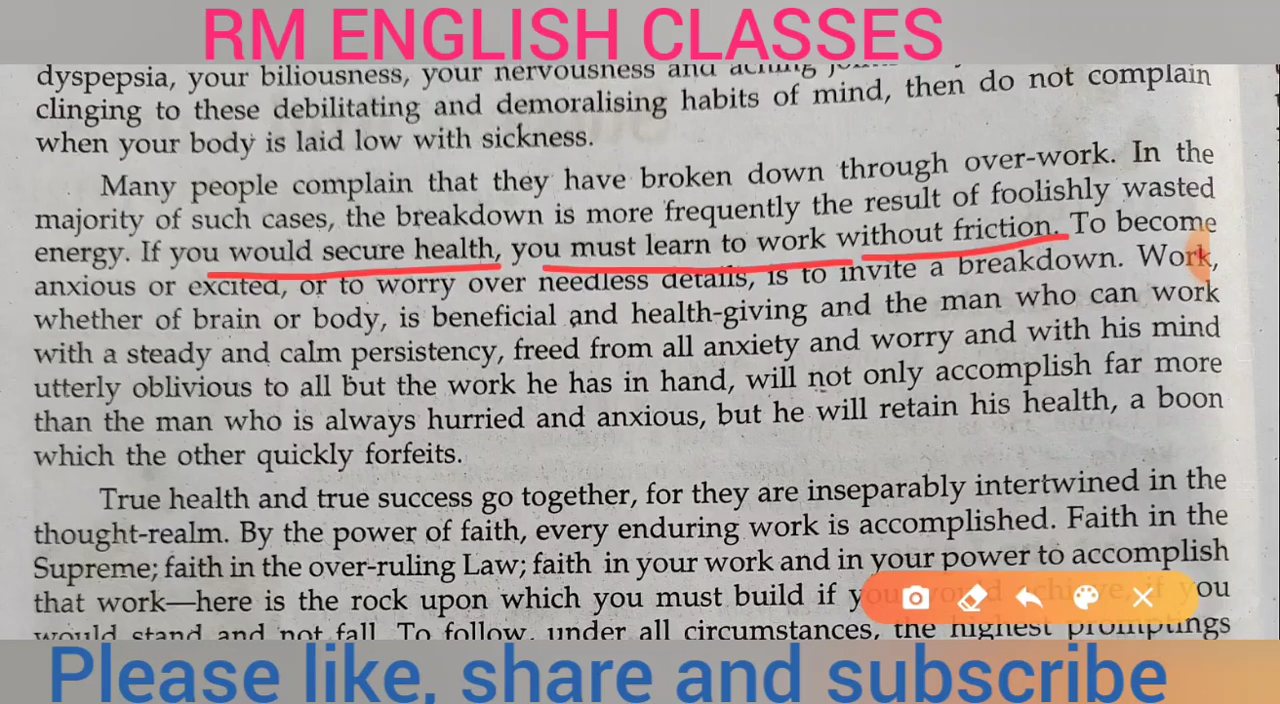 RM ENGLISH CLASSES
dyspepsia, your biliousness, your nervousness and aching
clinging to these debilitating and demoralising habits of mind, then do not complain
when your body is laid low with sickness.
Many people complain that they have broken down through over-work. In the
majority of such cases, the breakdown is more frequently the result of foolishly wasted
energy. If you would secure health, you must learn to work without friction. To become
anxious or excited, or to worry over needless details, is to invite a breakdown. Work,
whether of brain or body, is beneficial and health-giving and the man who can work
with a steady and calm persistency, freed from all anxiety and worry and with his mind
utterly oblivious to all but the work he has in hand, will not only accomplish far more
than the man who is always hurried and anxious, but he will retain his health, a boon
which the other quickly forfeits.
True health and true success go together, for they are inseparably intertwined in the
thought-realm. By the power of faith, every enduring work is accomplished. Faith in the
Supreme; faith in the over-ruling Law; faith in your work and in your power to accomplish
that work—here is the rock upon which you must build if you would achieve, if you
would stand and not fall. To follow, under all circumstances, the highest promptings
Please like, share and subscribe